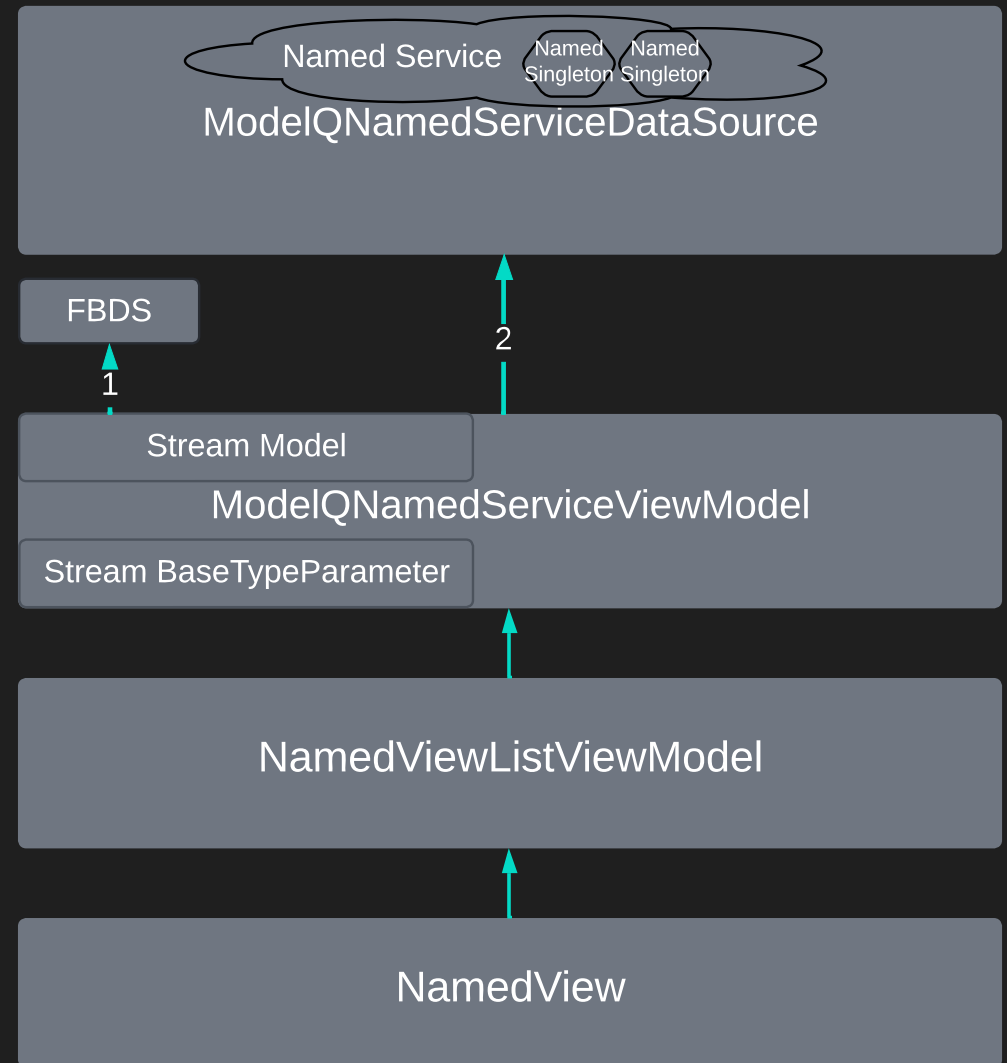 Named Service
Named
Singleton
Named
Singleton
ModelQNamedServiceDataSource
FBDS
2
1
Stream Model
ModelQNamedServiceViewModel
Stream BaseTypeParameter
NamedViewListViewModel
NamedView